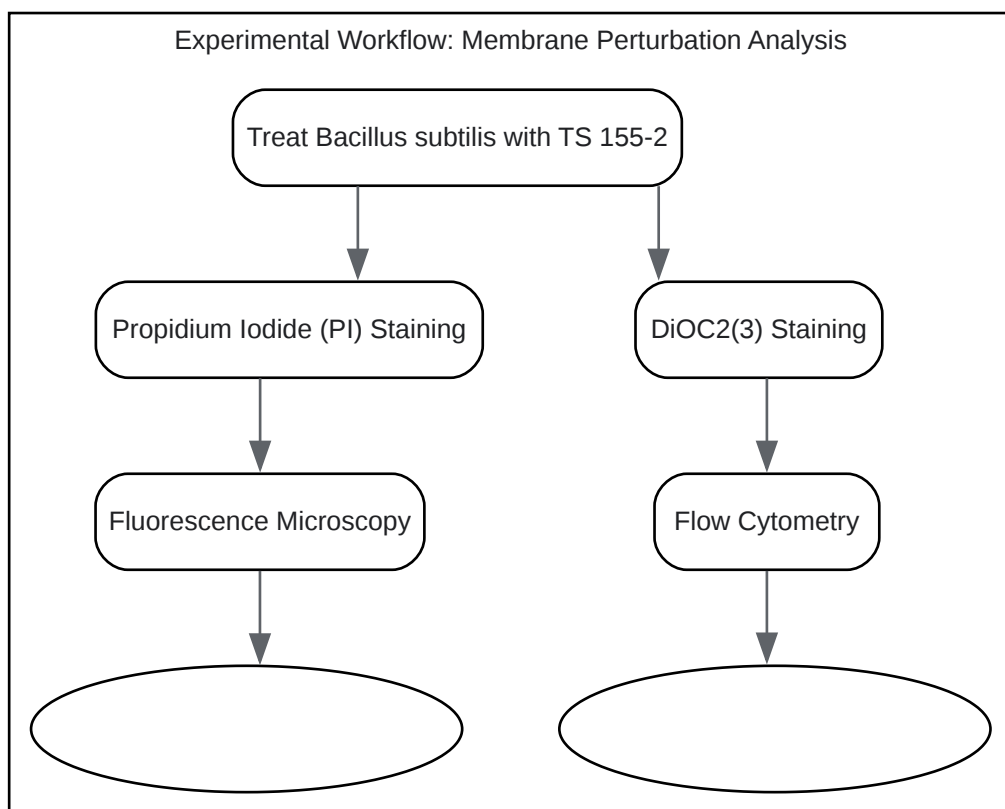 Experimental Workflow: Membrane Perturbation Analysis
Treat Bacillus subtilis with TS 155-2
Propidium Iodide (PI) Staining
DiOC2(3) Staining
Fluorescence Microscopy
Flow Cytometry